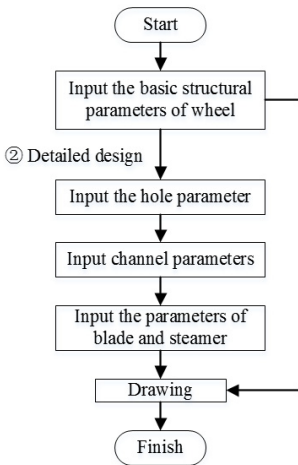 Start
Input the basic structural
parameters of wheel
② Detailed design
Input the hole parameter
Input channel parameters
Input the parameters of
blade and steamer
Drawing
Finish